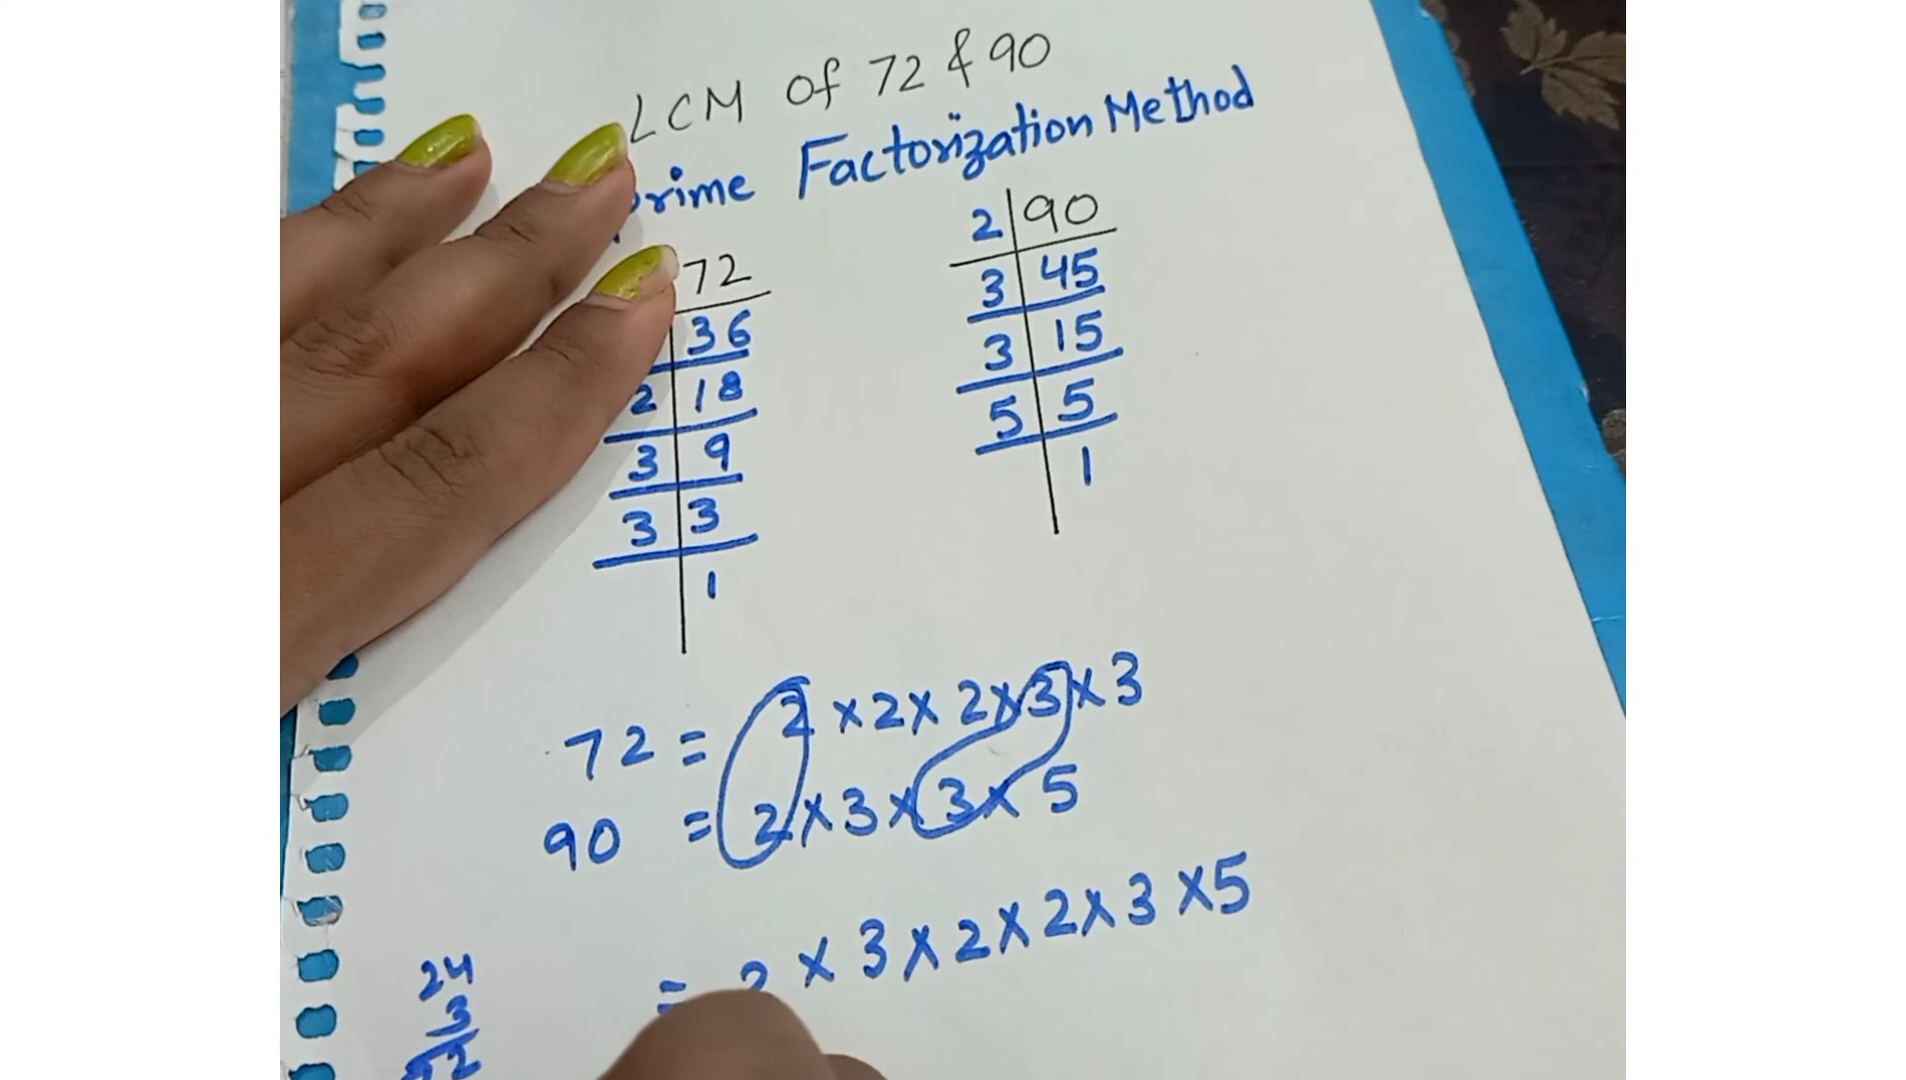 LCM of 72 & 90
prime Factorization Method
72
36
2 18
3 9
3 3
1
2 90
3 45
3 15
5 5
1
72 = 2 × 2 × 2 × 3 × 3
90 = 2 × 3 × 3 × 5
= 2 × 3 × 2 × 2 × 3 × 5
24
3
72